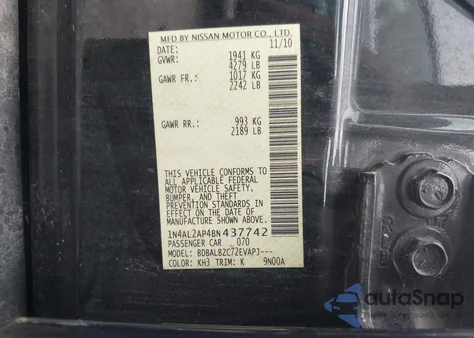 MFD BY NISSAN MOTOR CO., LTD.
DATE: 11/10
GVWR: 1941 KG
4279 LB
GAWR FR.: 1017 KG
2242 LB
GAWR RR.: 993 KG
2189 LB
THIS VEHICLE CONFORMS TO
ALL APPLICABLE FEDERAL
MOTOR VEHICLE SAFETY,
BUMPER, AND THEFT
PREVENTION STANDARDS IN
EFFECT ON THE DATE OF
MANUFACTURE SHOWN ABOVE.
1N4AL2AP4BN437742
PASSENGER CAR 070
MODEL: BDBALBZC72EVAPJ---
COLOR: KH3 TRIM: K 9N00A
autoSnap